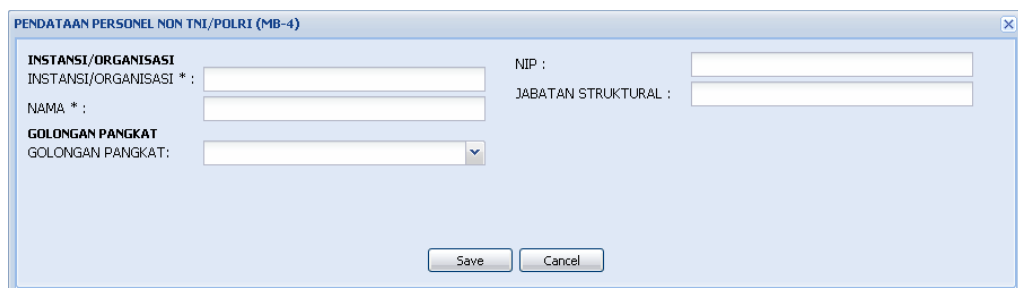 PENDATAAN PERSONEL NON TNI/POLRI (MB-4)
INSTANSI/ORGANISASI
INSTANSI/ORGANISASI * :
NAMA * :
GOLONGAN PANGKAT
GOLONGAN PANGKAT:
NIP :
JABATAN STRUKTURAL :
Save
Cancel